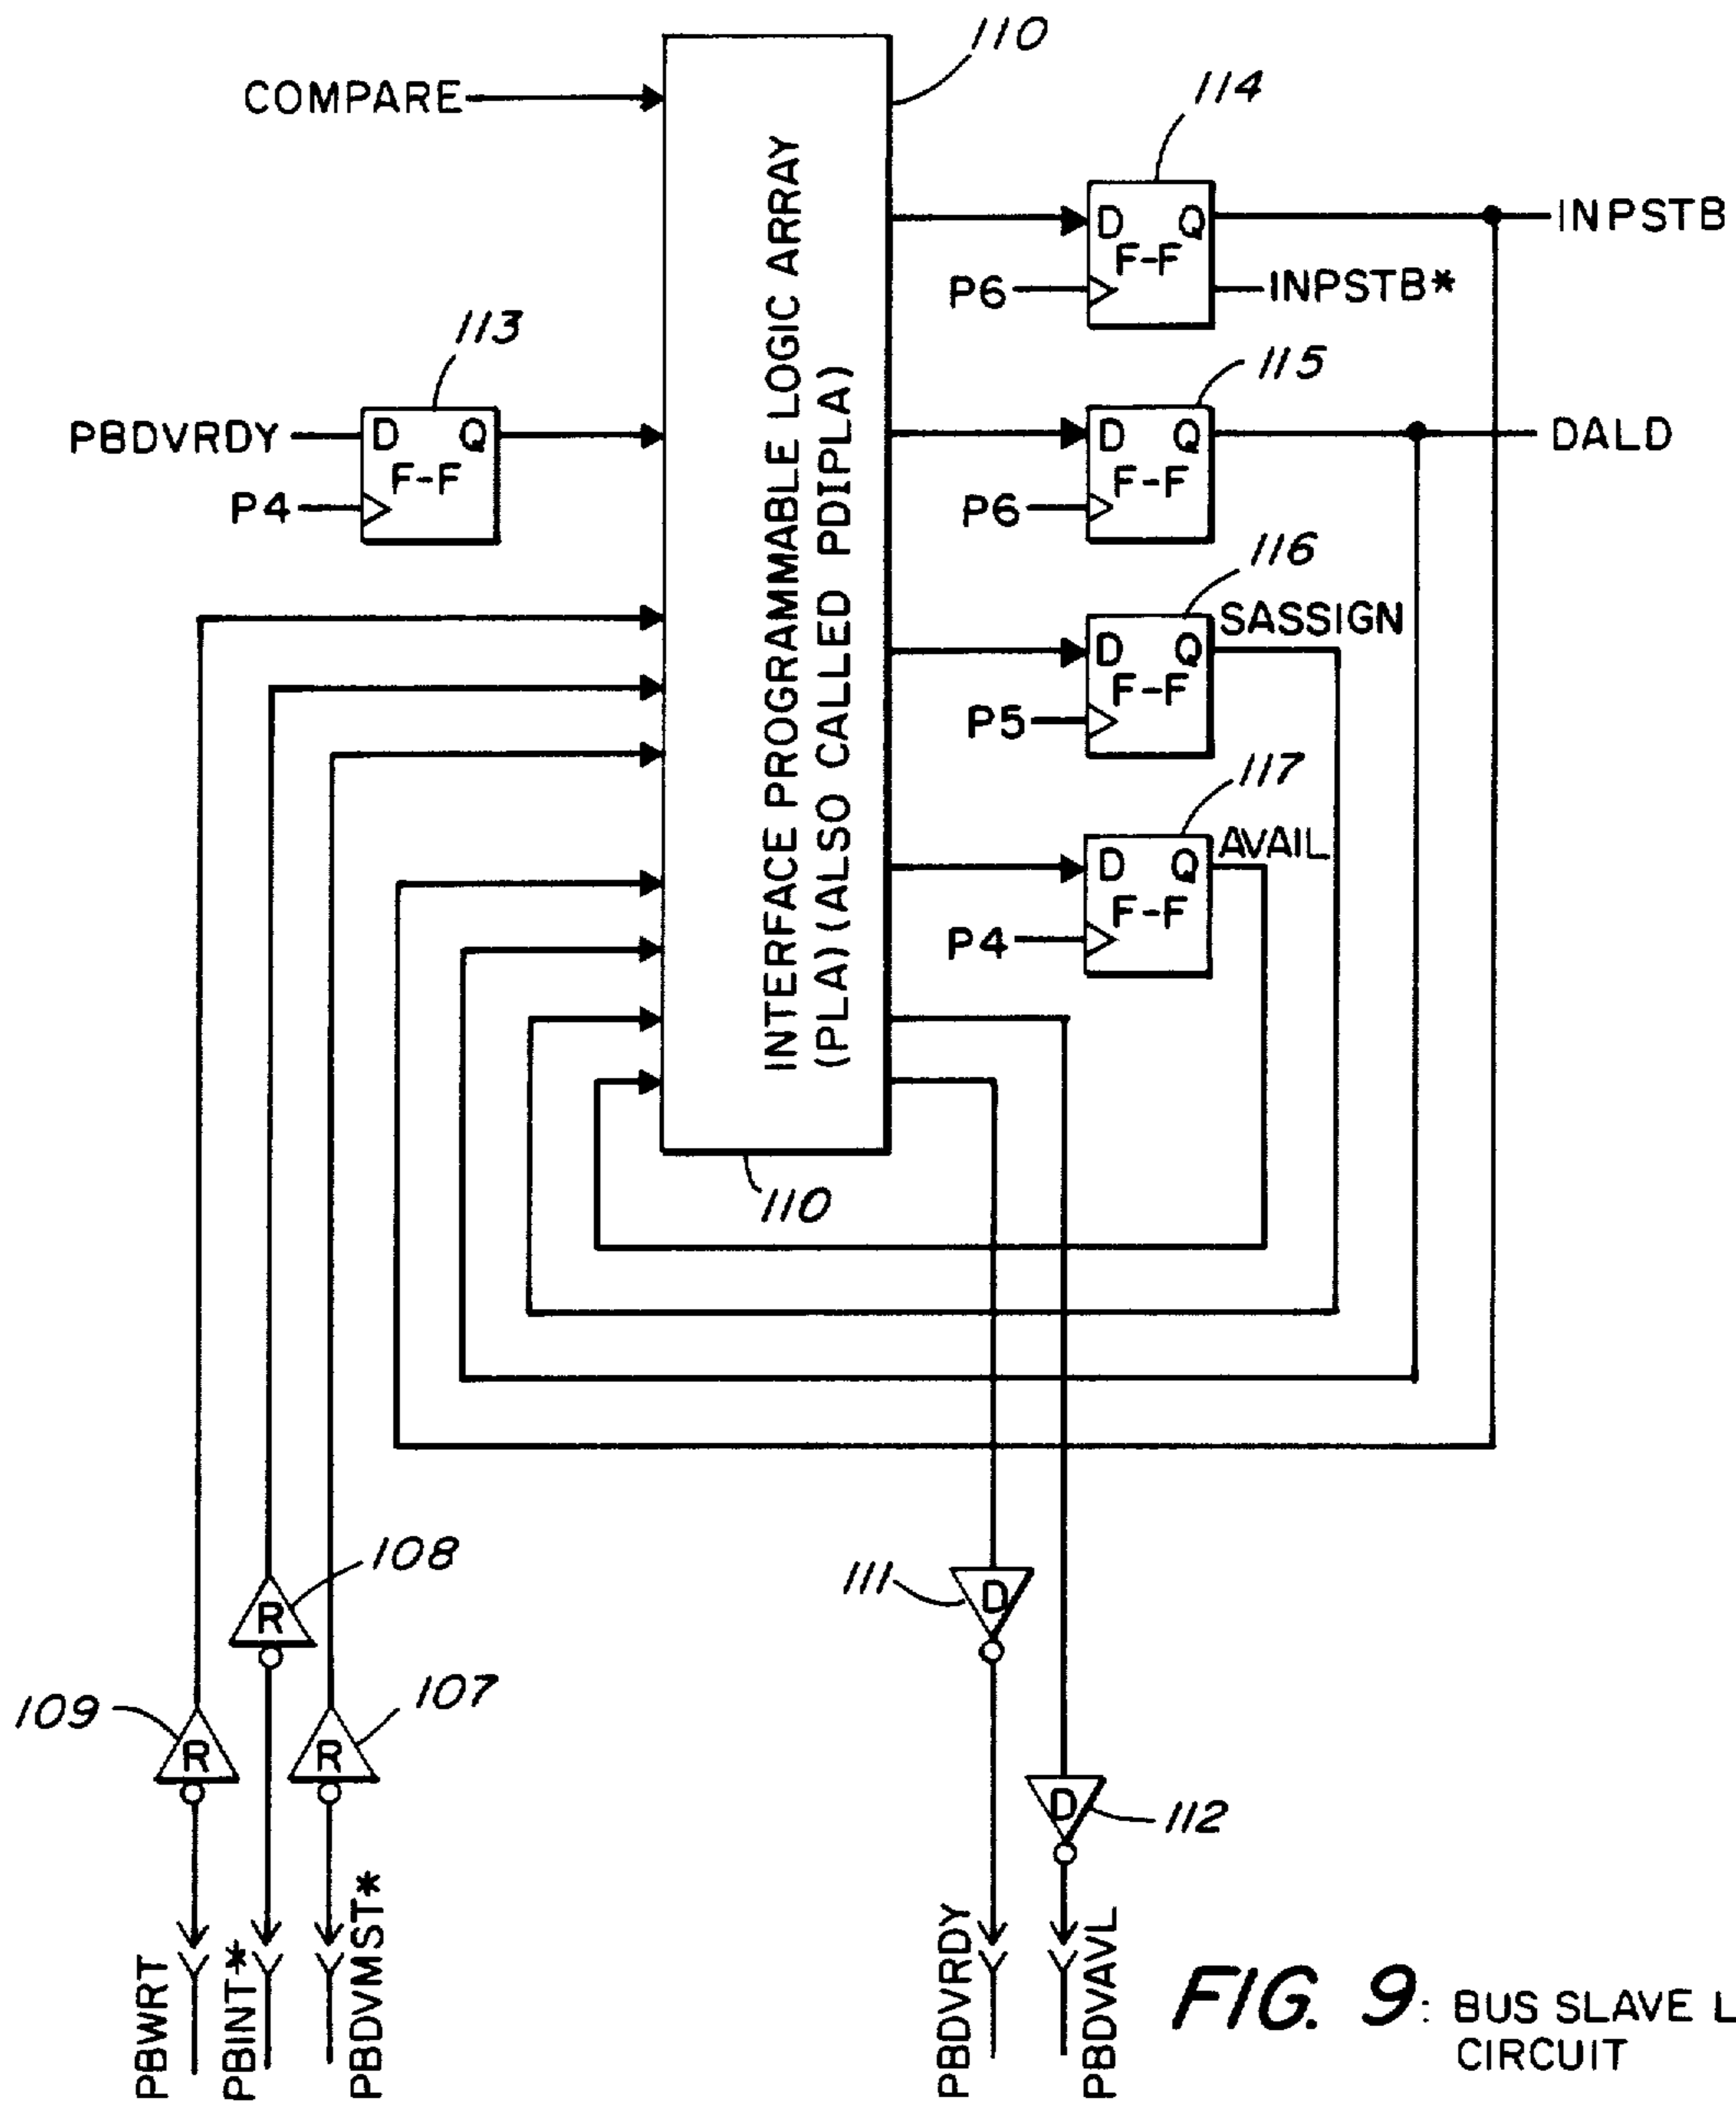 110
COMPARE
114
D Q
F-F
INPSTB
P6
INPSTB*
113
PBDVRDY
D Q
F-F
P4
115
D Q
F-F
DALD
P6
116
SASSIGN
D Q
F-F
P5
117
AVAIL
D Q
F-F
P4
INTERFACE PROGRAMMABLE LOGIC ARRAY
(PLA) (ALSO CALLED PDIPLA)
110
108
R
109
R
107
R
111
D
112
D
PBWRT
PBINT*
PBDVMST*
PBDVRDY
PBDVAVL
FIG. 9: BUS SLAVE L
CIRCUIT